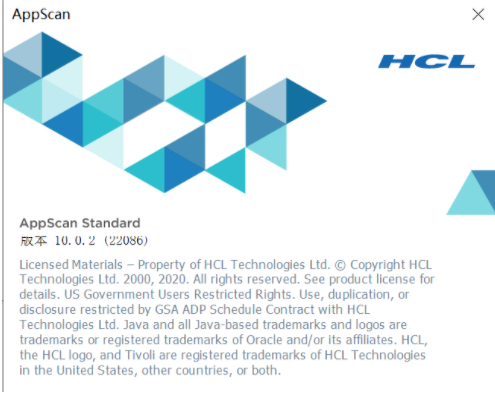 AppScan
HCL
AppScan Standard
版本 10.0.2 (22086)
Licensed Materials – Property of HCL Technologies Ltd. © Copyright HCL
Technologies Ltd. 2000, 2020. All rights reserved. See product license for
details. US Government Users Restricted Rights. Use, duplication, or
disclosure restricted by GSA ADP Schedule Contract with HCL
Technologies Ltd. Java and all Java-based trademarks and logos are
trademarks or registered trademarks of Oracle and/or its affiliates. HCL,
the HCL logo, and Tivoli are registered trademarks of HCL Technologies
in the United States, other countries, or both.